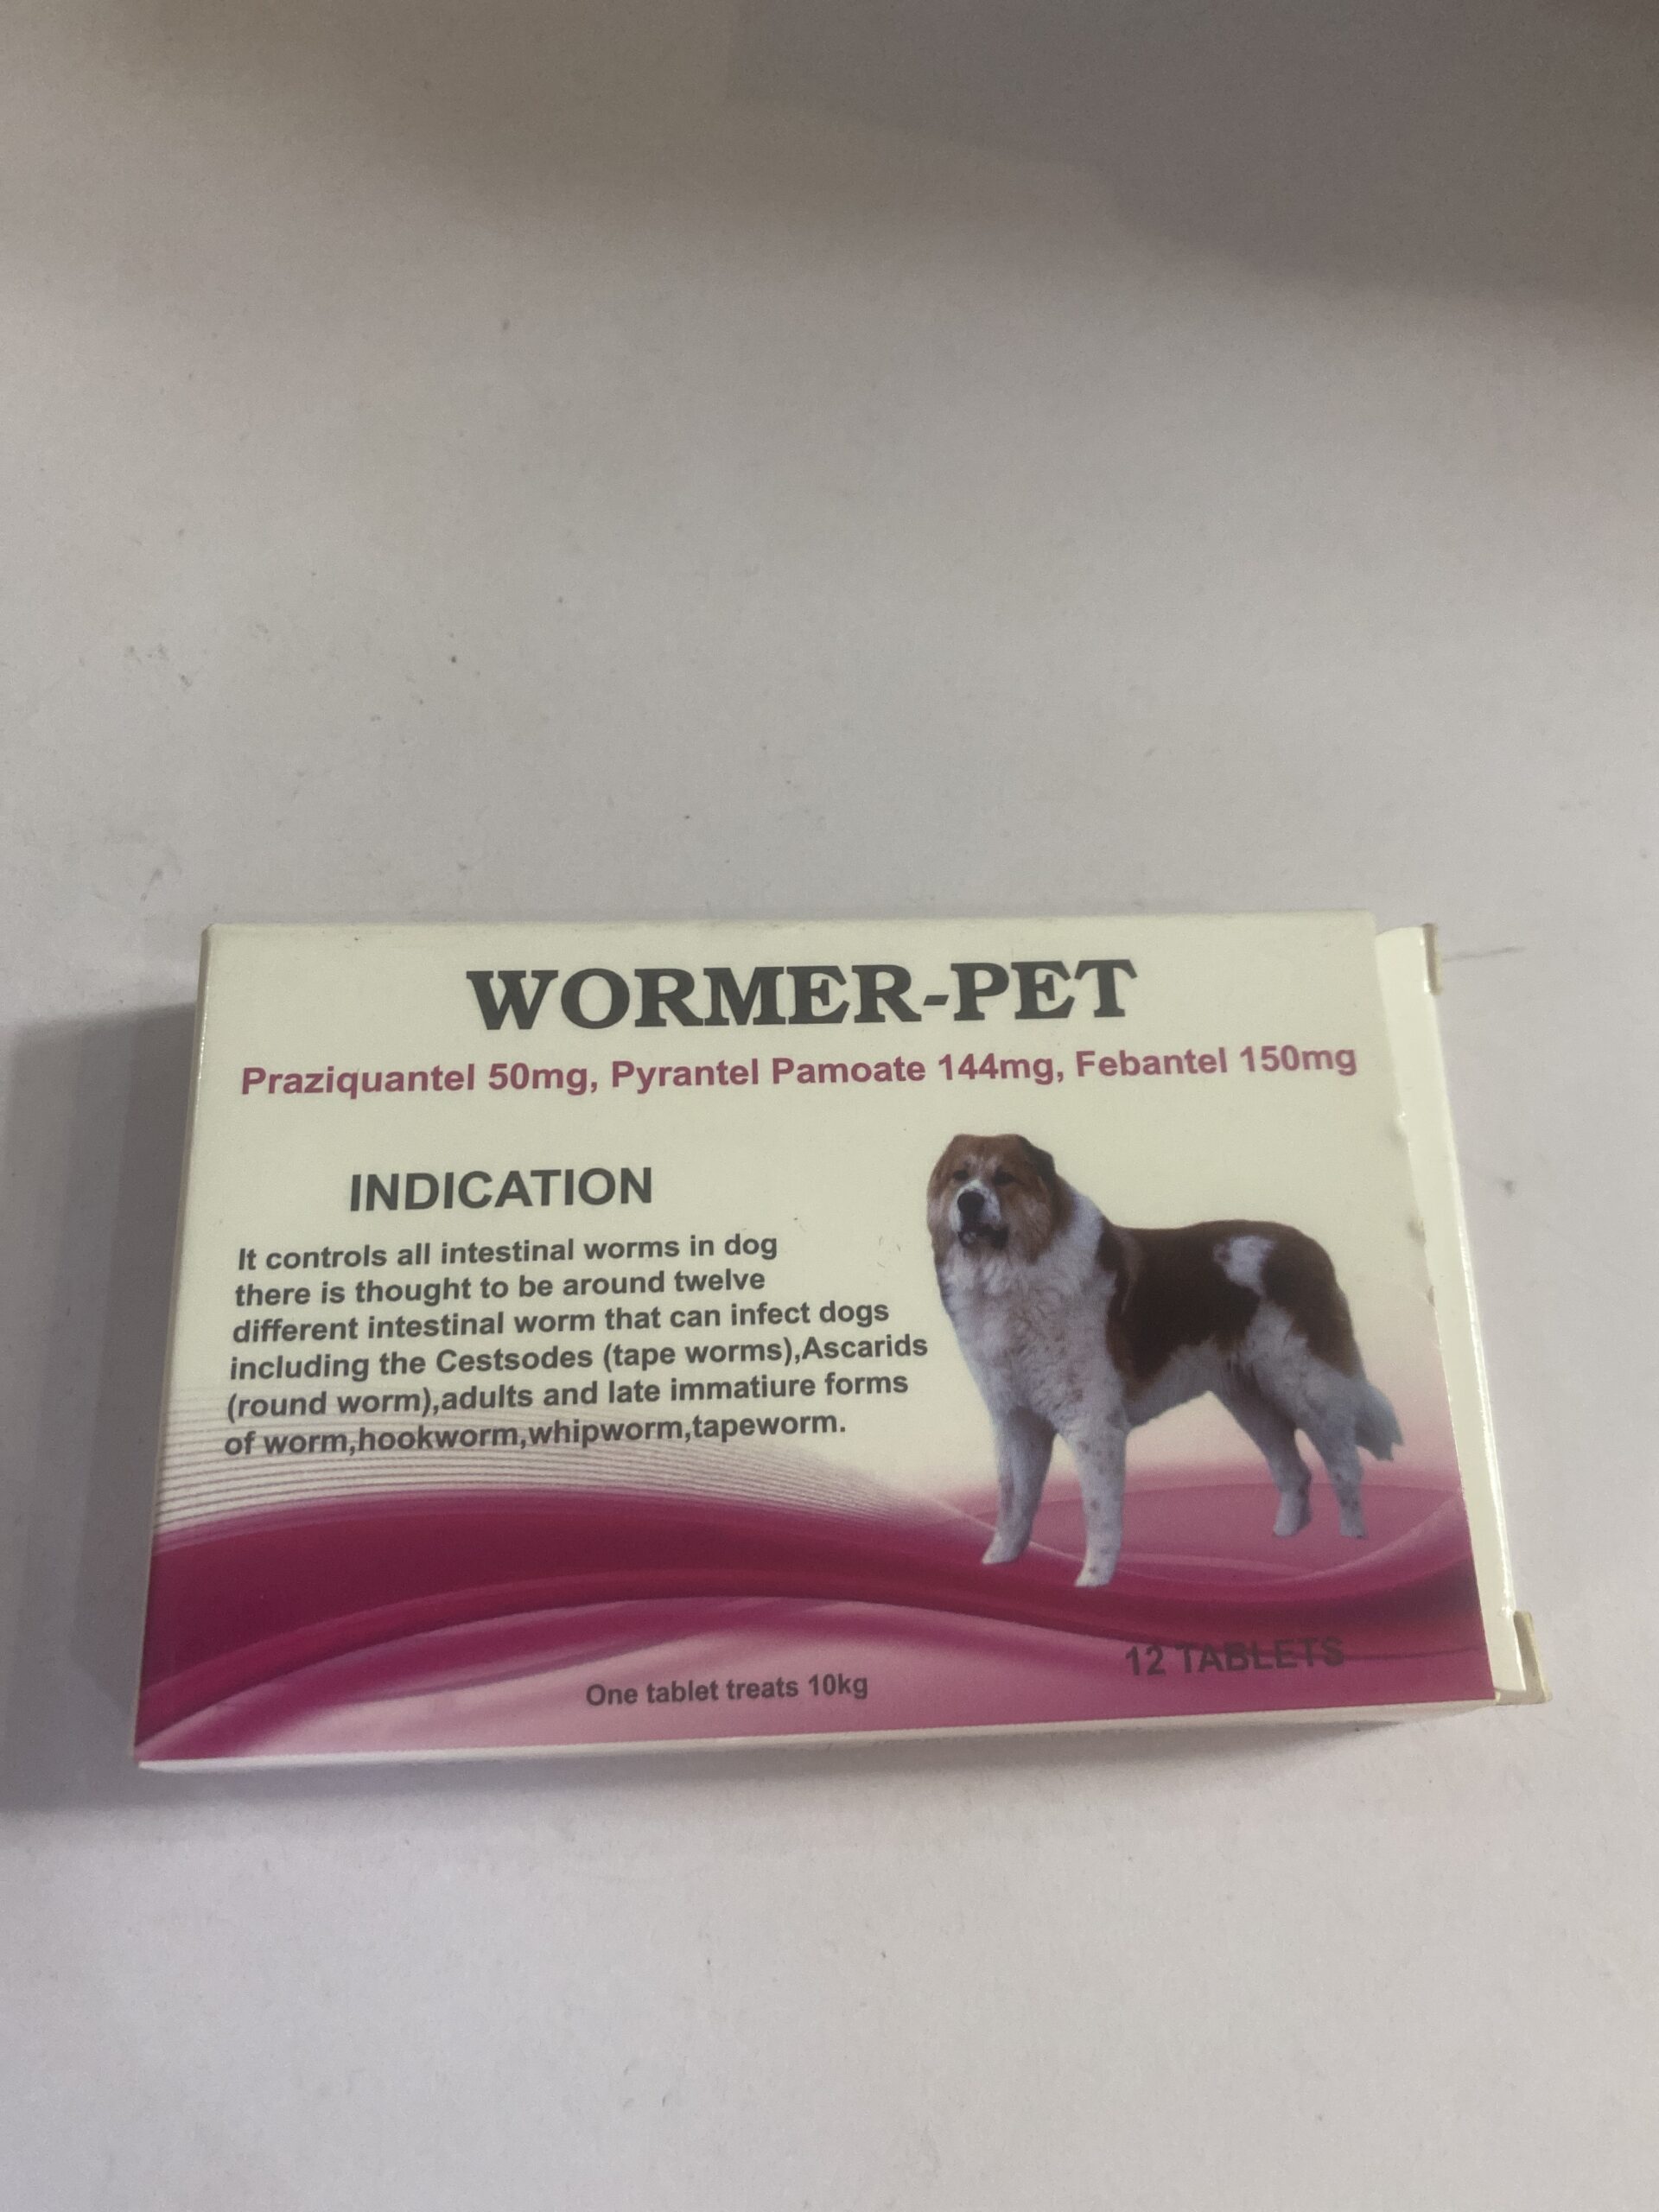 WORMER-PET
Praziquantel 50mg, Pyrantel Pamoate 144mg, Febantel 150mg
INDICATION
It controls all intestinal worms in dog
there is thought to be around twelve
different intestinal worm that can infect dogs
including the Cestsodes (tape worms),Ascarids
(round worm),adults and late immatiure forms
of worm,hookworm,whipworm,tapeworm.
12 TABLETS
One tablet treats 10kg